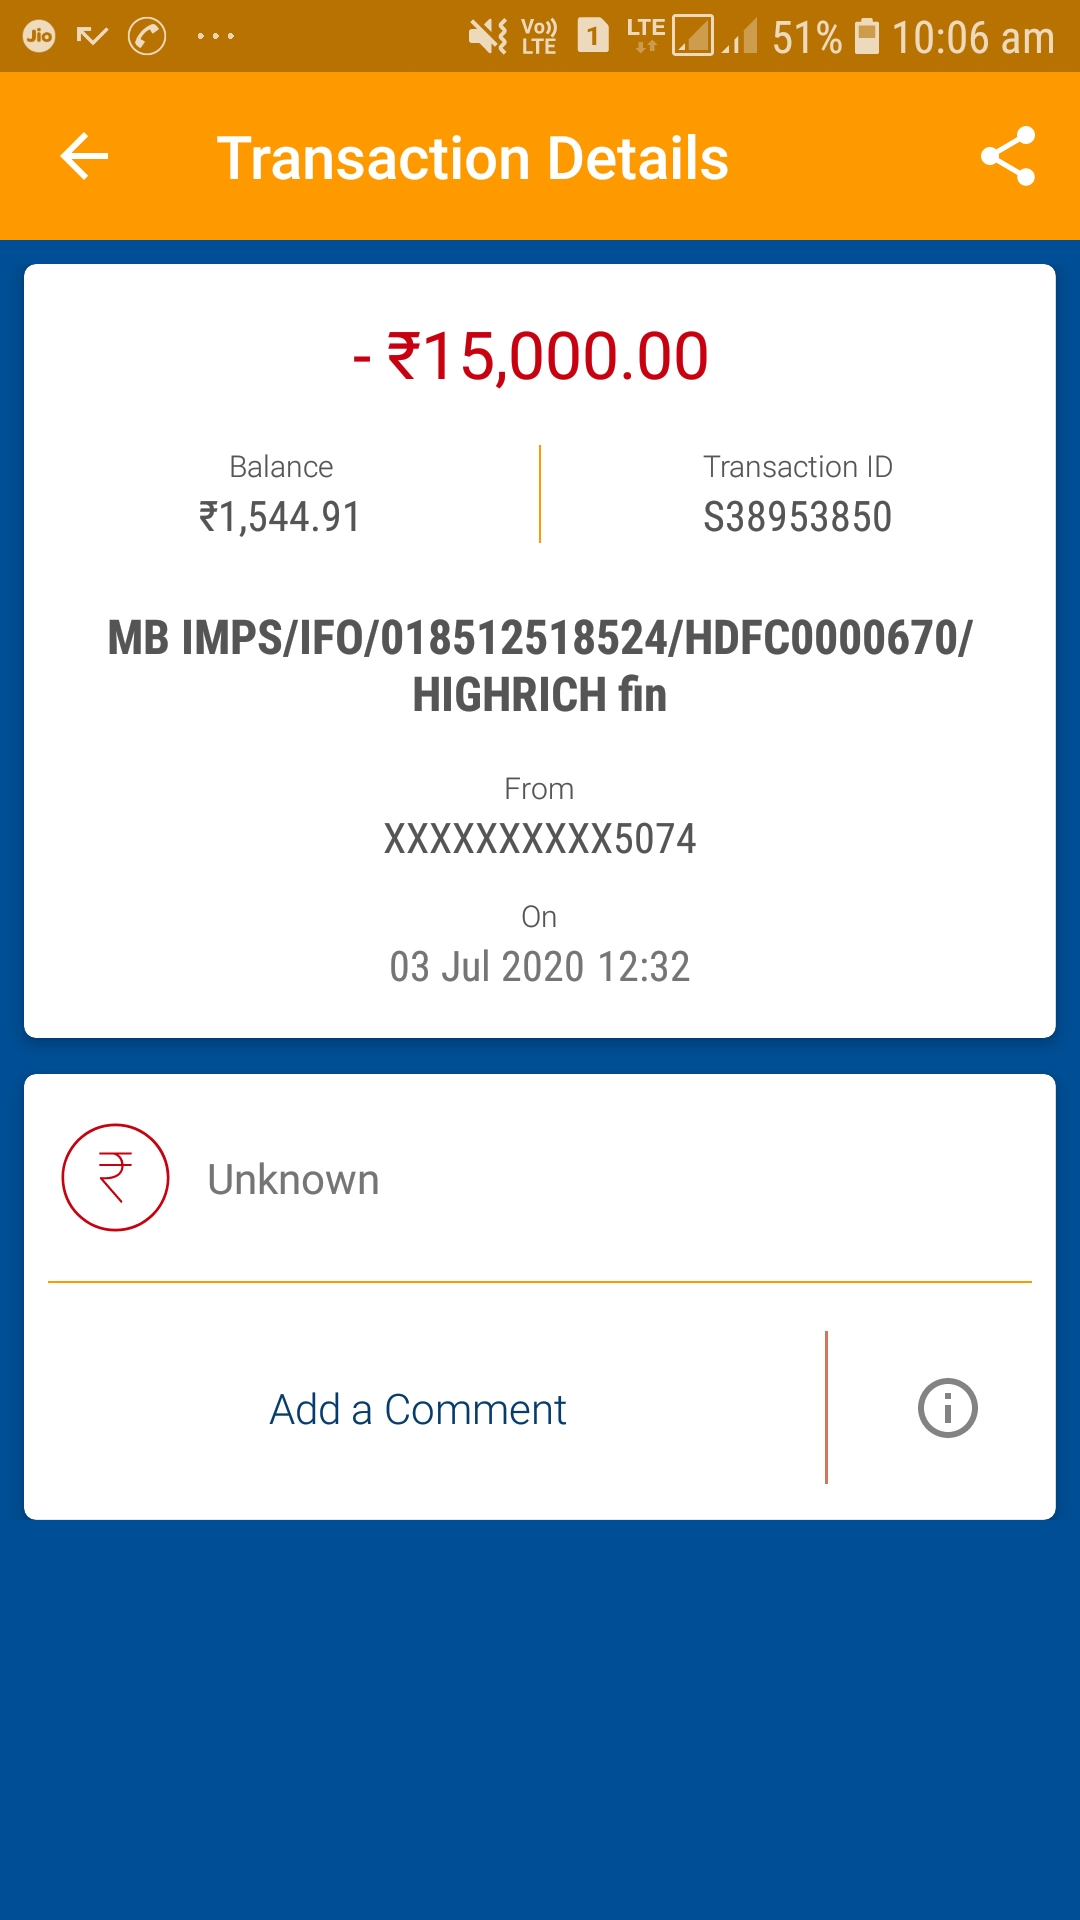 Jio
Vo)) LTE 1 LTE 51% 10:06 am
Transaction Details
- ₹15,000.00
Balance
₹1,544.91
Transaction ID
S38953850
MB IMPS/IFO/018512518524/HDFC0000670/
HIGHRICH fin
From
XXXXXXXXXX5074
On
03 Jul 2020 12:32
Unknown
Add a Comment